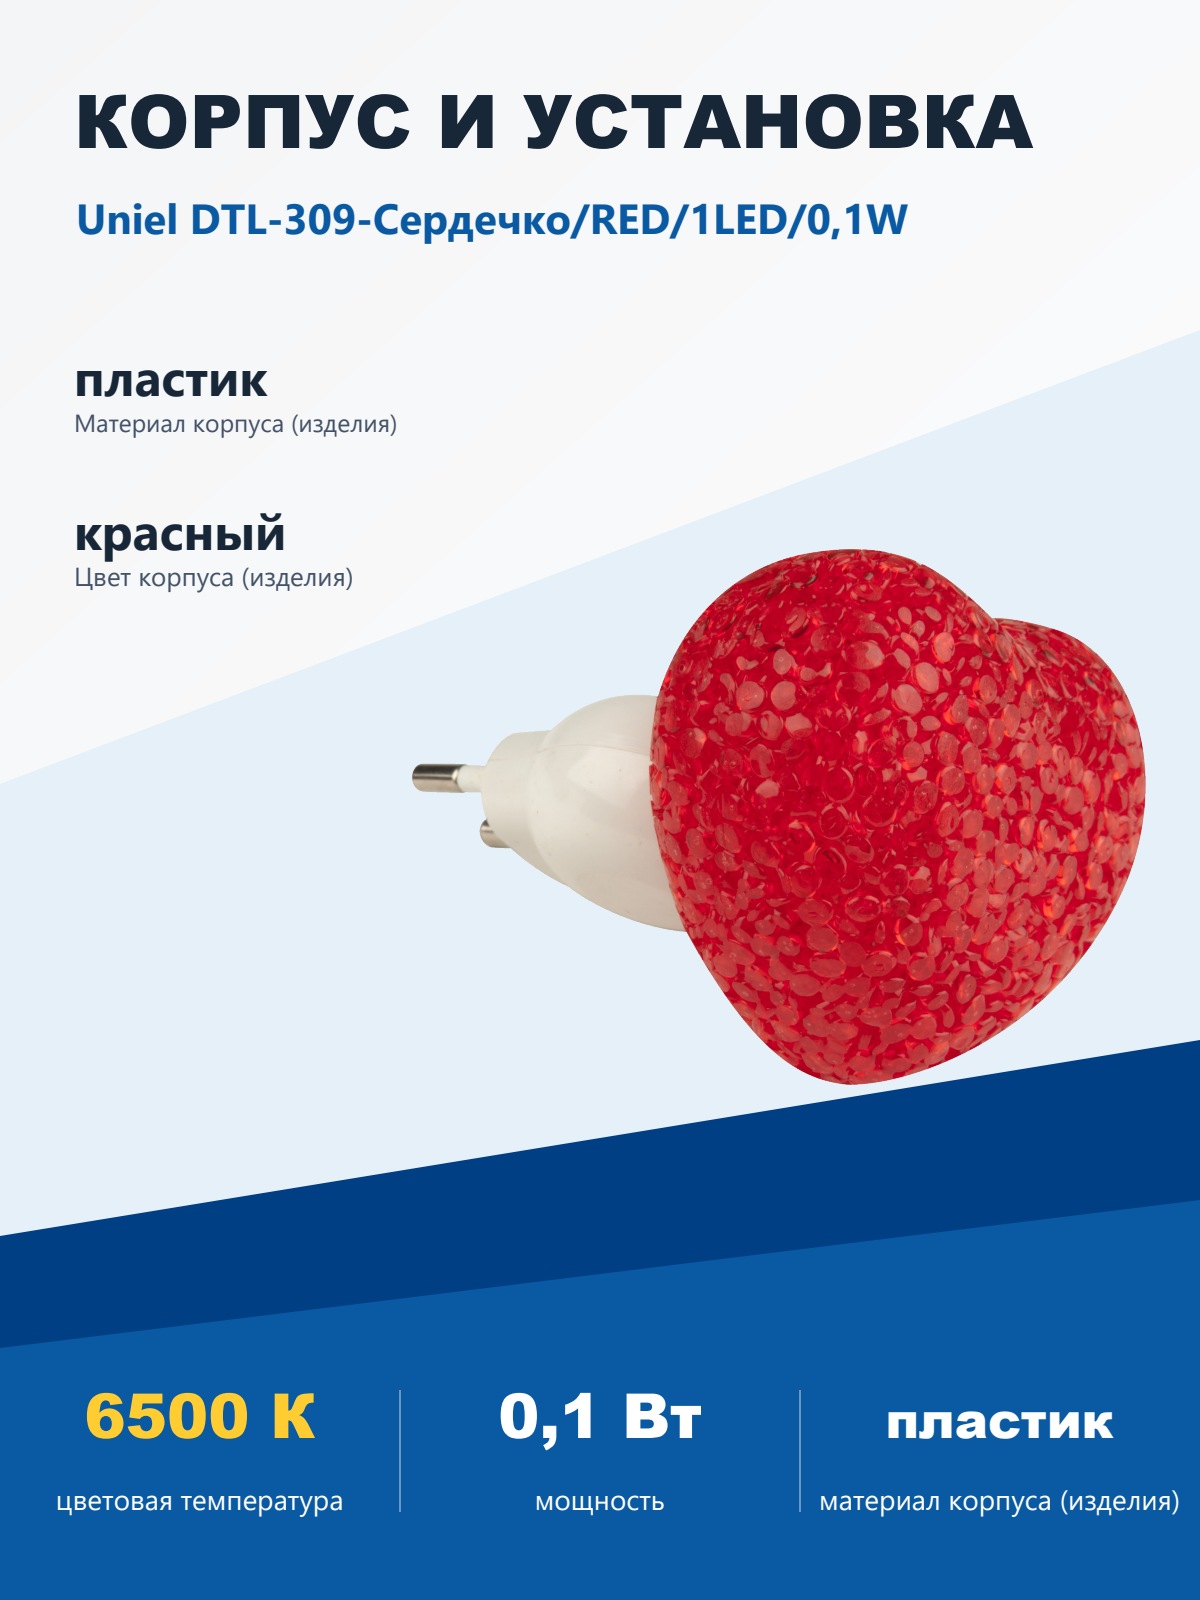 КОРПУС И УСТАНОВКА
Uniel DTL-309-Сердечко/RED/1LED/0,1W
пластик
Материал корпуса (изделия)
красный
Цвет корпуса (изделия)
6500 К
цветовая температура
0,1 Вт
мощность
пластик
материал корпуса (изделия)